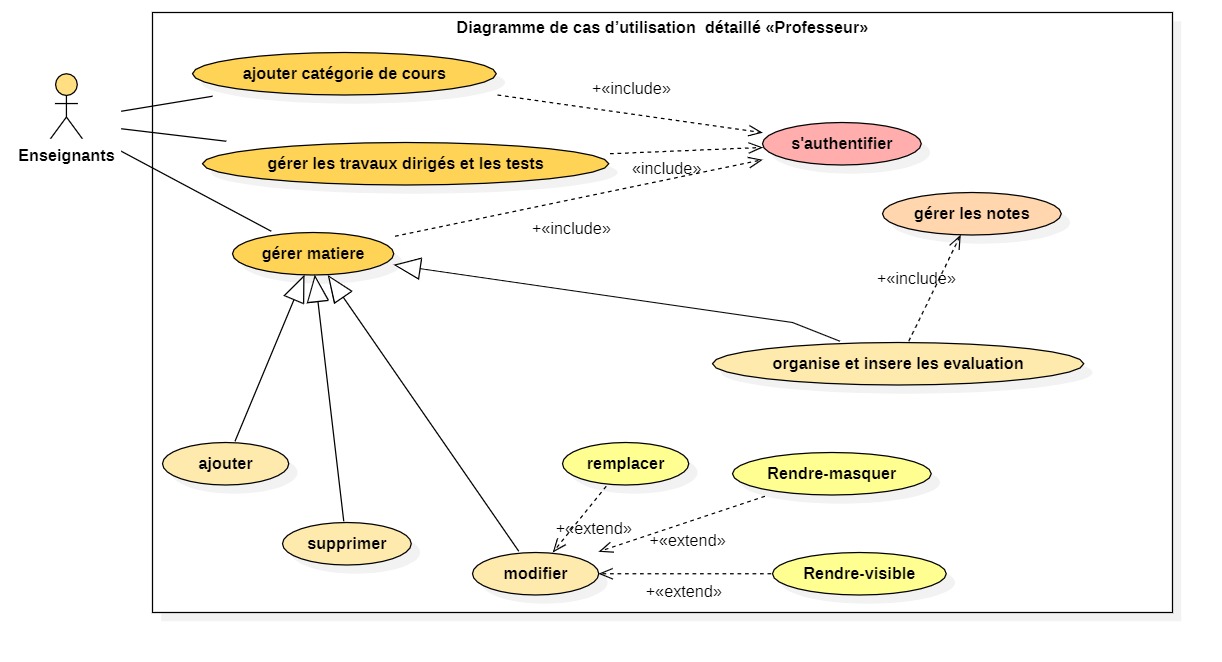 Diagramme de cas d’utilisation  détaillé «Professeur»
ajouter catégorie de cours
+«include»
Enseignants
s'authentifier
gérer les travaux dirigés et les tests
«include»
gérer les notes
+«include»
gérer matiere
+«include»
organise et insere les evaluation
ajouter
remplacer
Rendre-masquer
supprimer
+«extend»
+«extend»
modifier
Rendre-visible
+«extend»